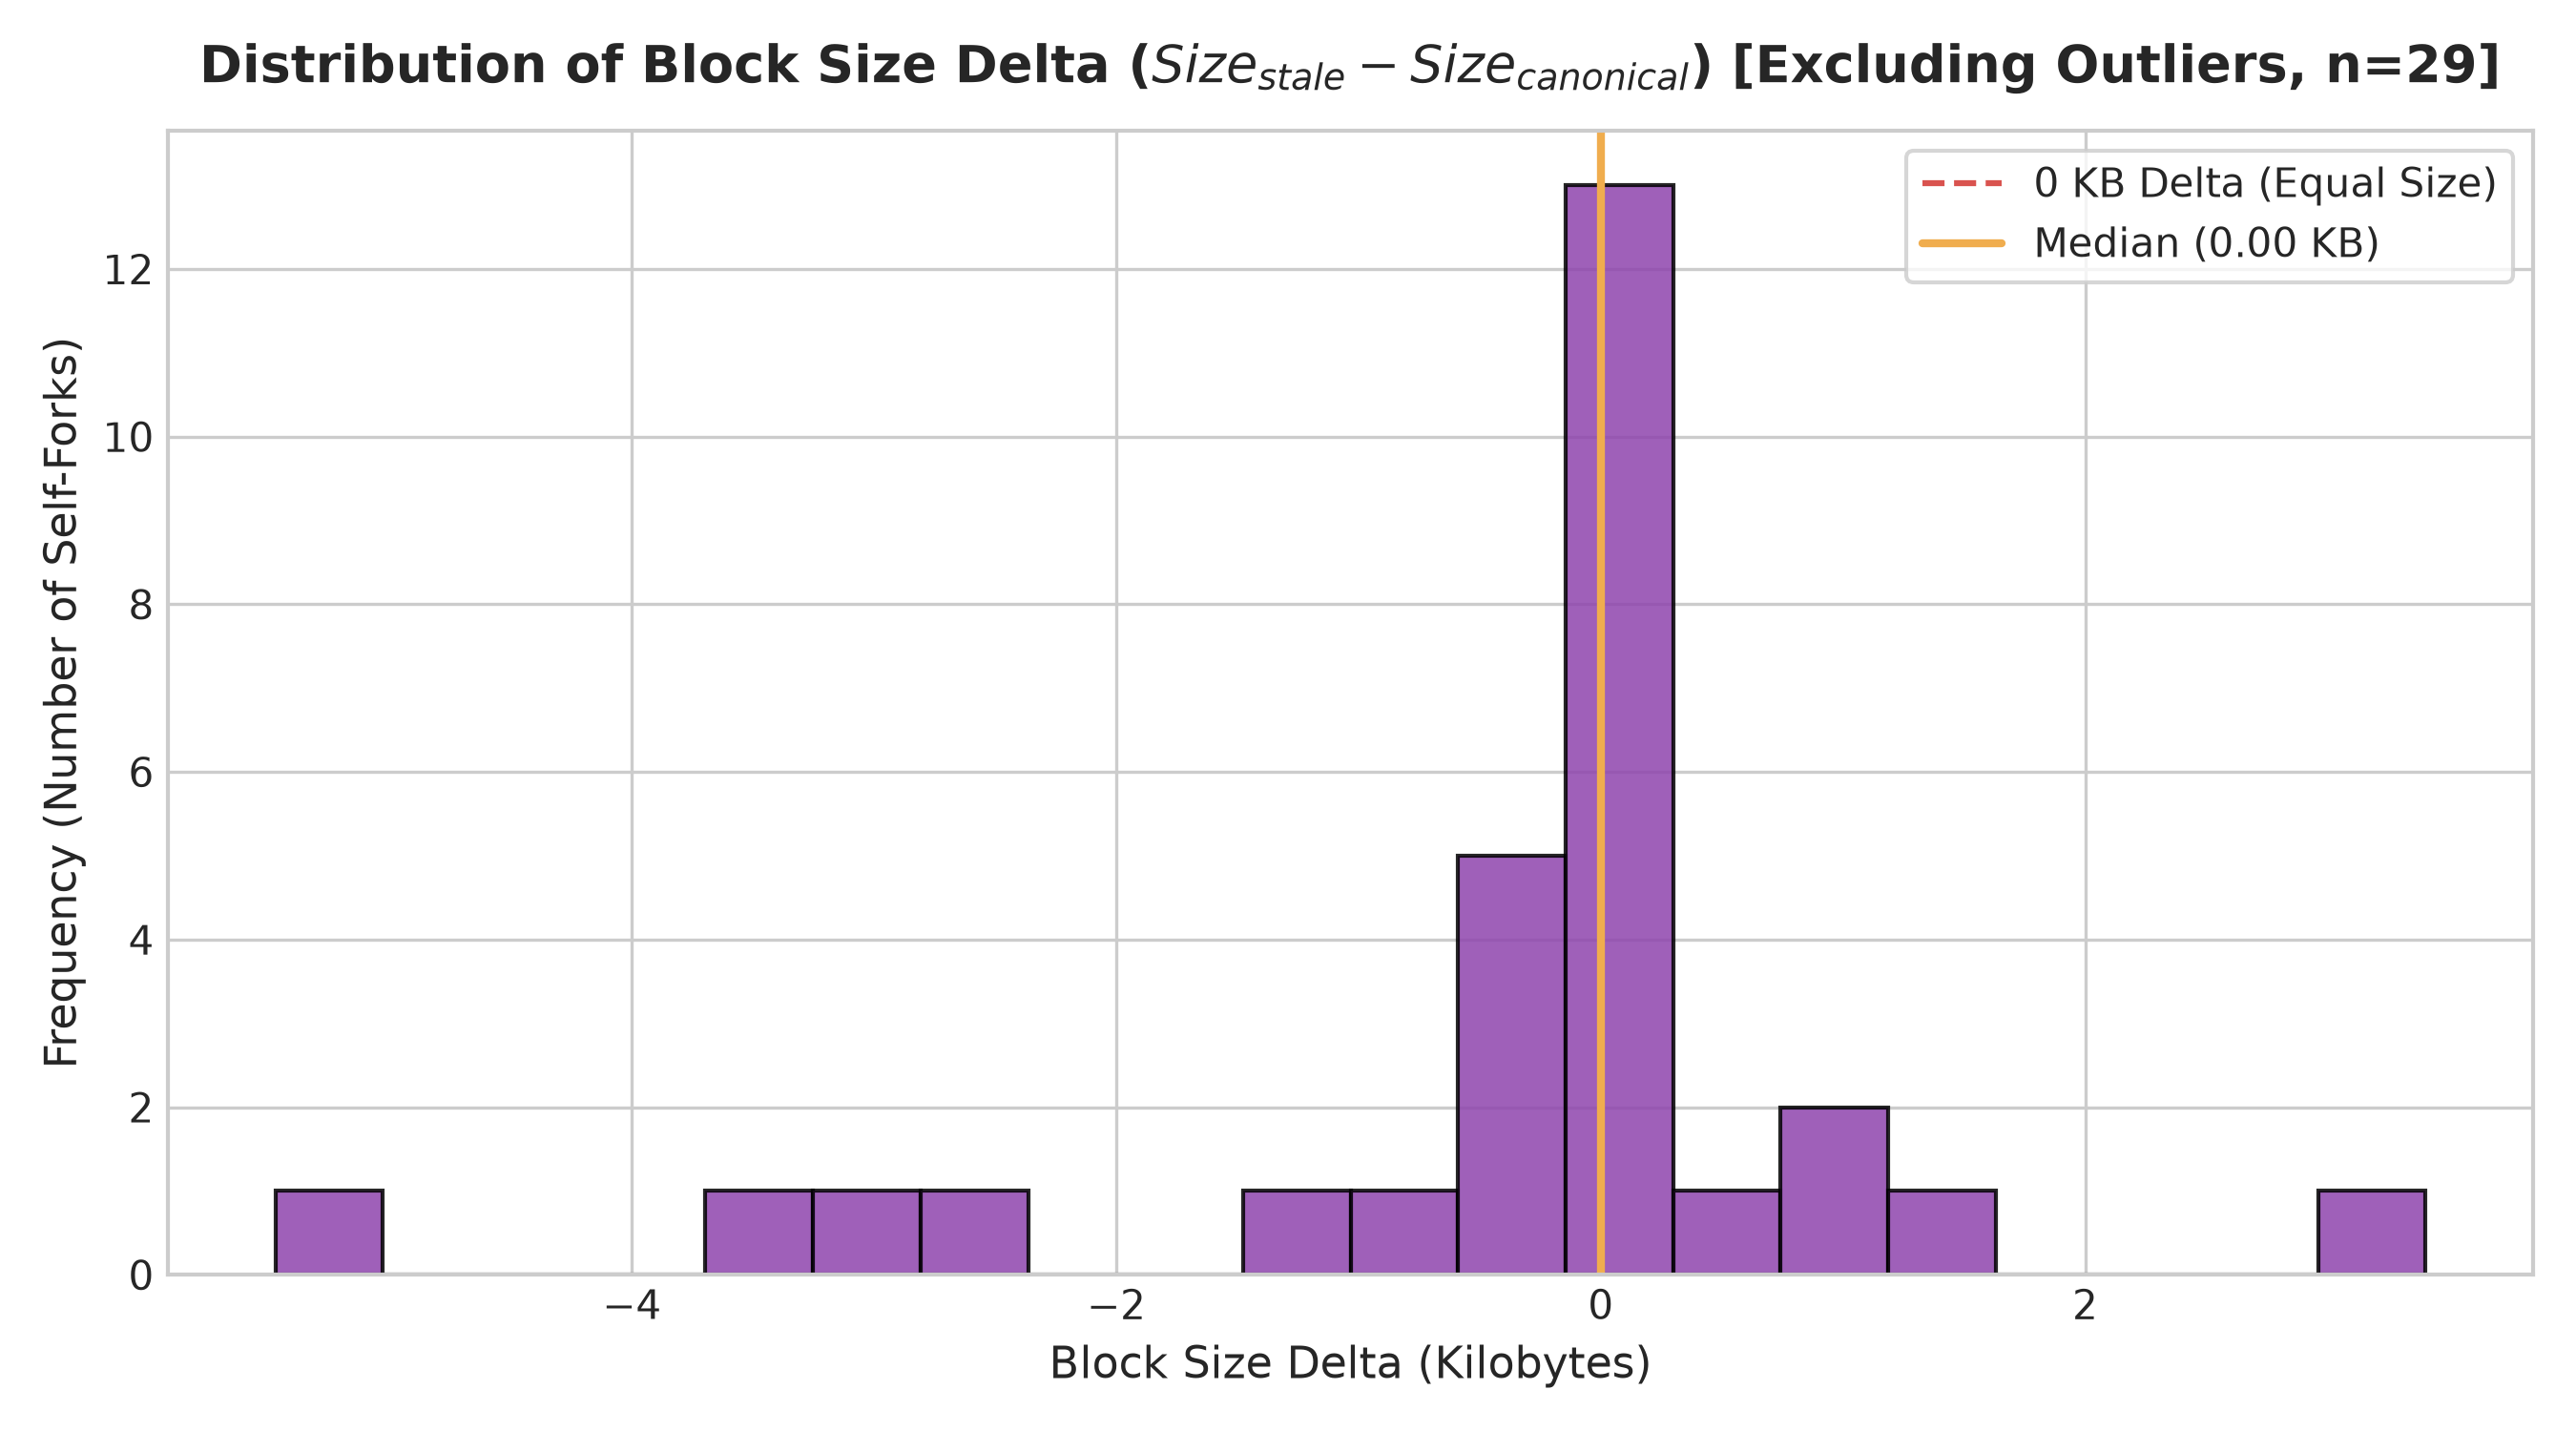 Distribution of Block Size Delta (Size_stale − Size_canonical) [Excluding Outliers, n=29]
0 KB Delta (Equal Size)
Median (0.00 KB)
Frequency (Number of Self-Forks)
12
10
8
6
4
2
0
−4
−2
0
2
Block Size Delta (Kilobytes)